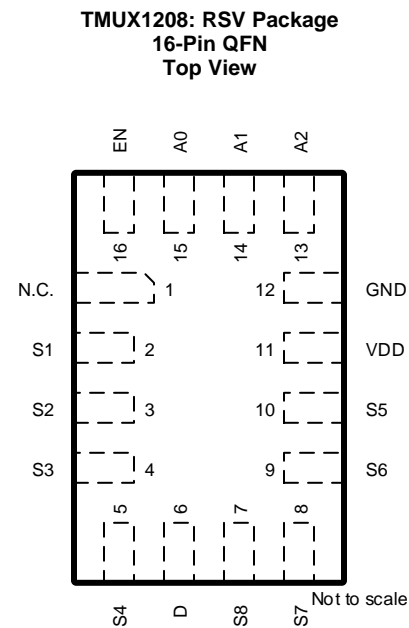 TMUX1208: RSV Package
16-Pin QFN
Top View
EN A0 A1 A2
16 15 14 13
N.C. 1 12 GND
S1 2 11 VDD
S2 3 10 S5
S3 4 9 S6
5 6 7 8
S4 D S8 S7
Not to scale